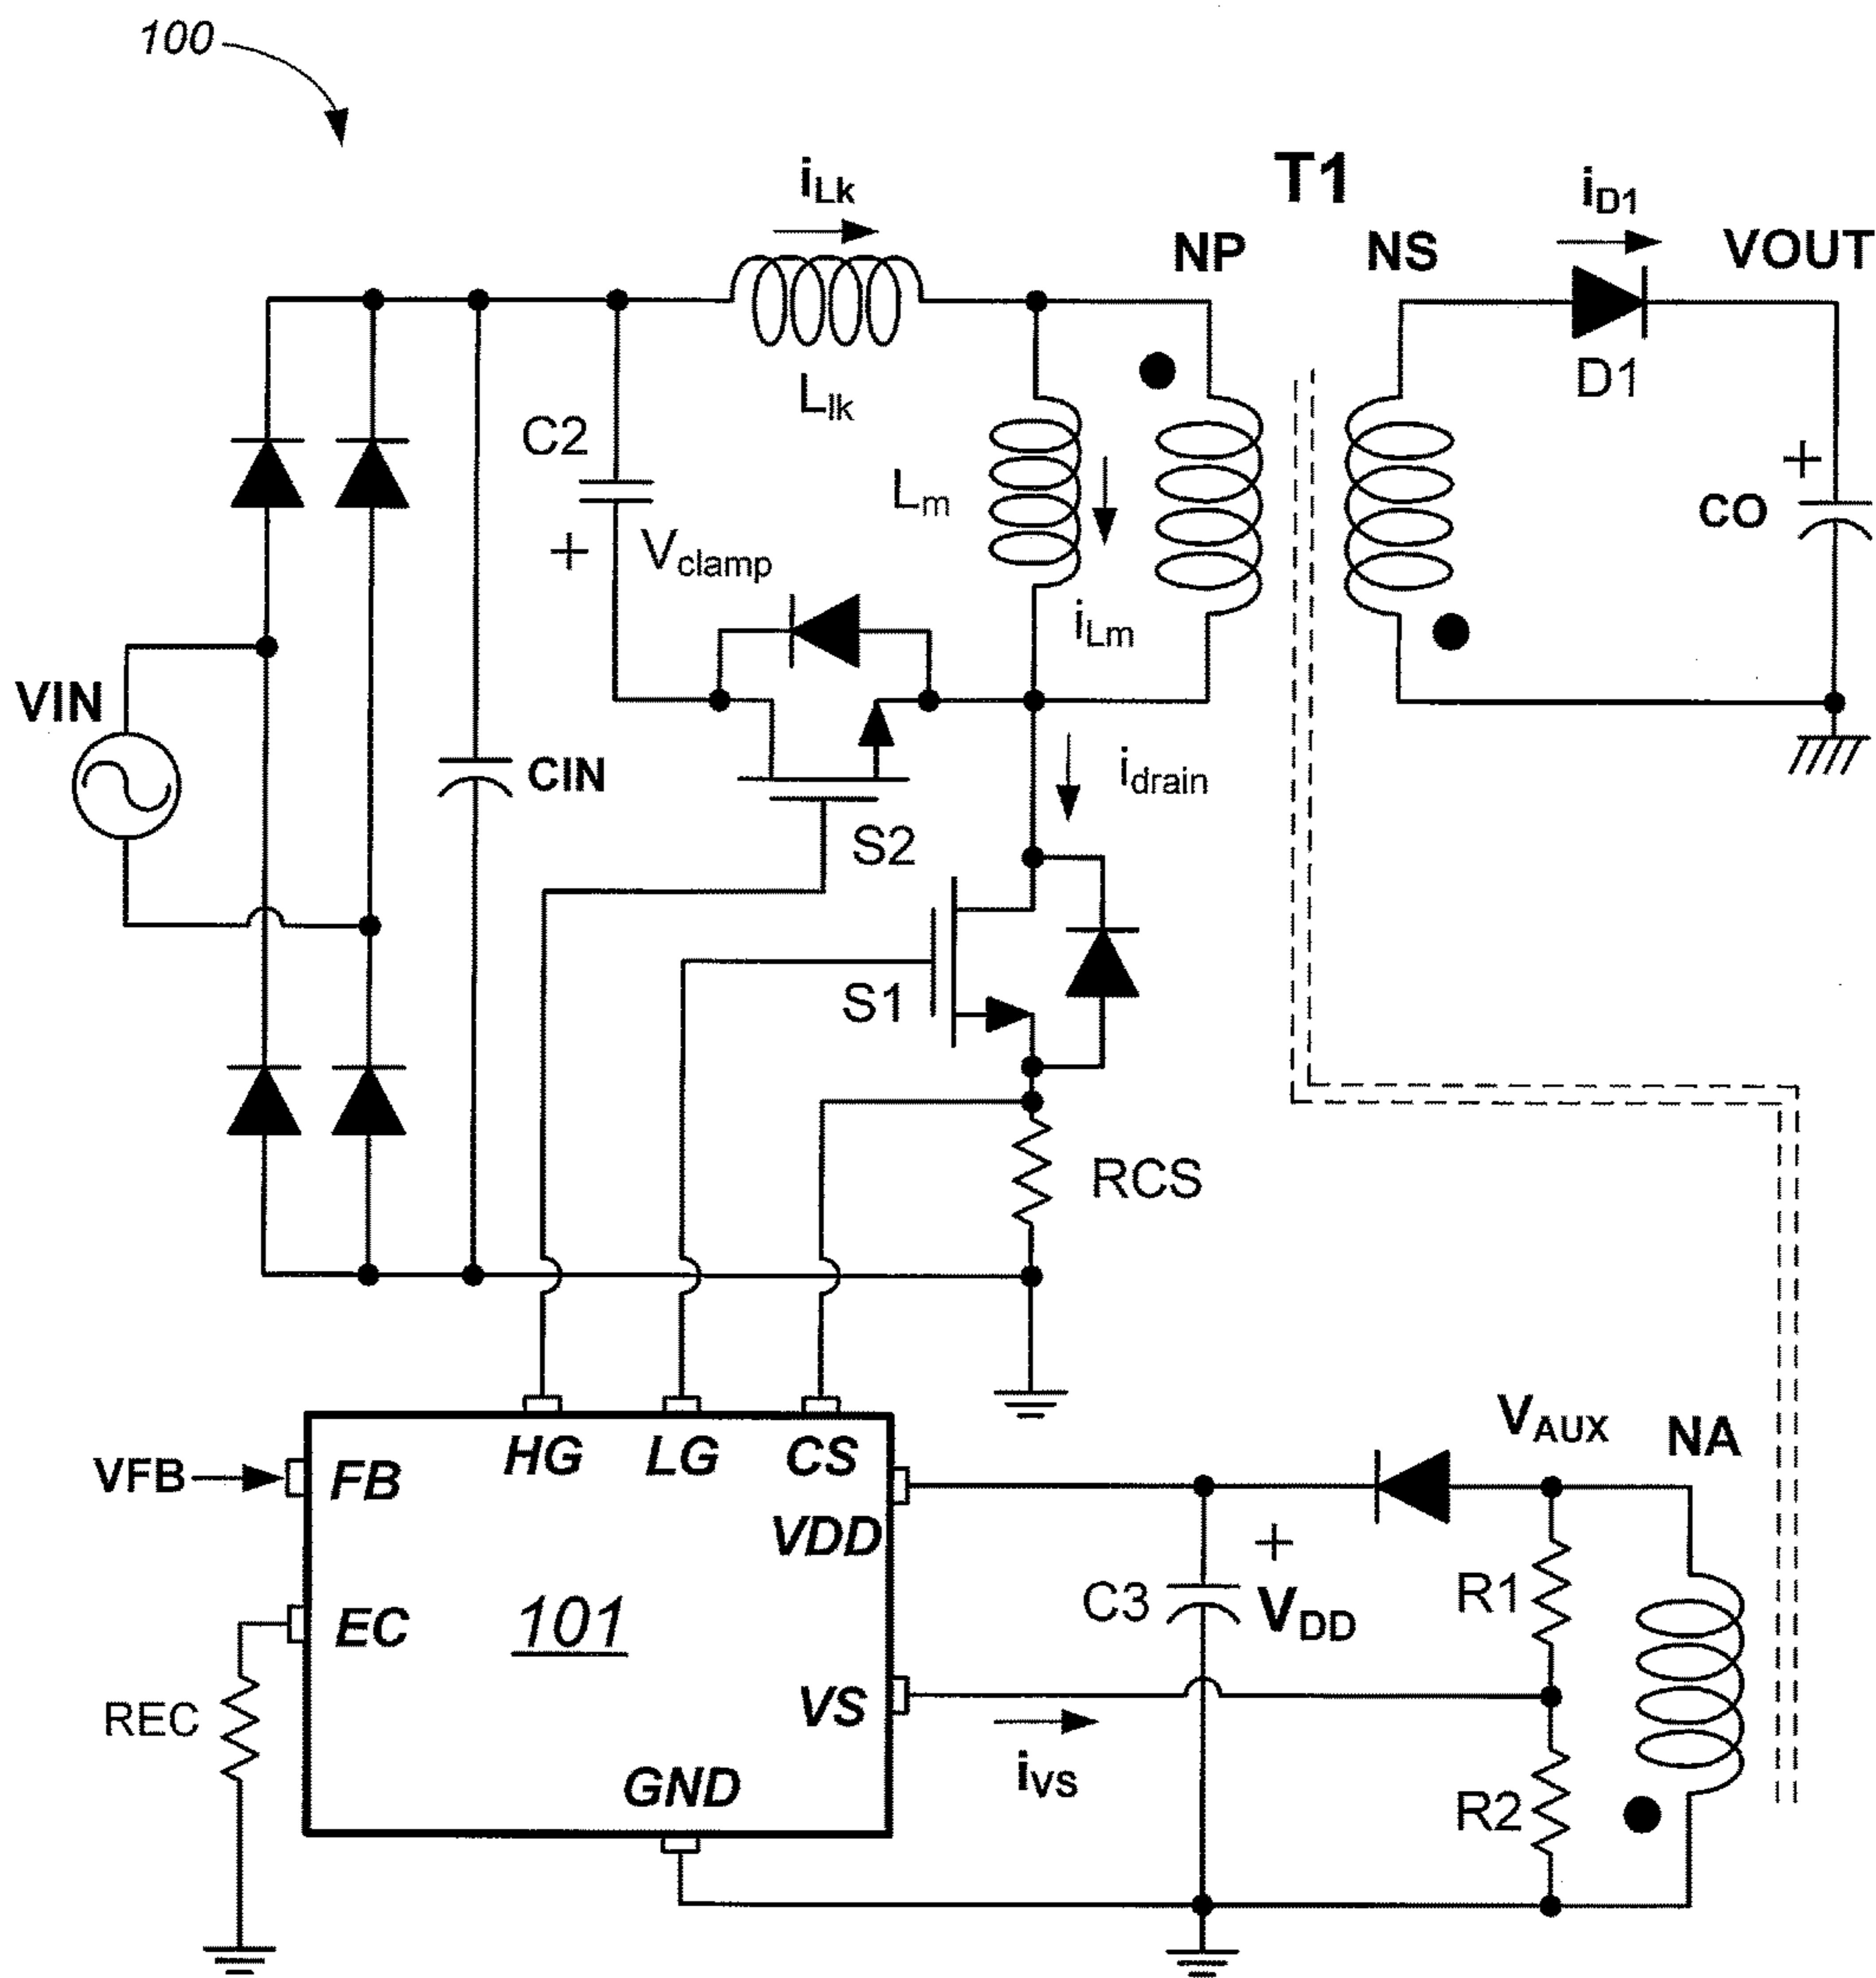 100
iLk
T1
iD1
NP
NS
VOUT
Llk
D1
C2
+
Lm
CO
+
Vclamp
iLm
VIN
CIN
idrain
S2
S1
RCS
VAUX
NA
VFB
FB
HG
LG
CS
VDD
+
R1
C3
VDD
EC
101
REC
VS
iVS
R2
GND